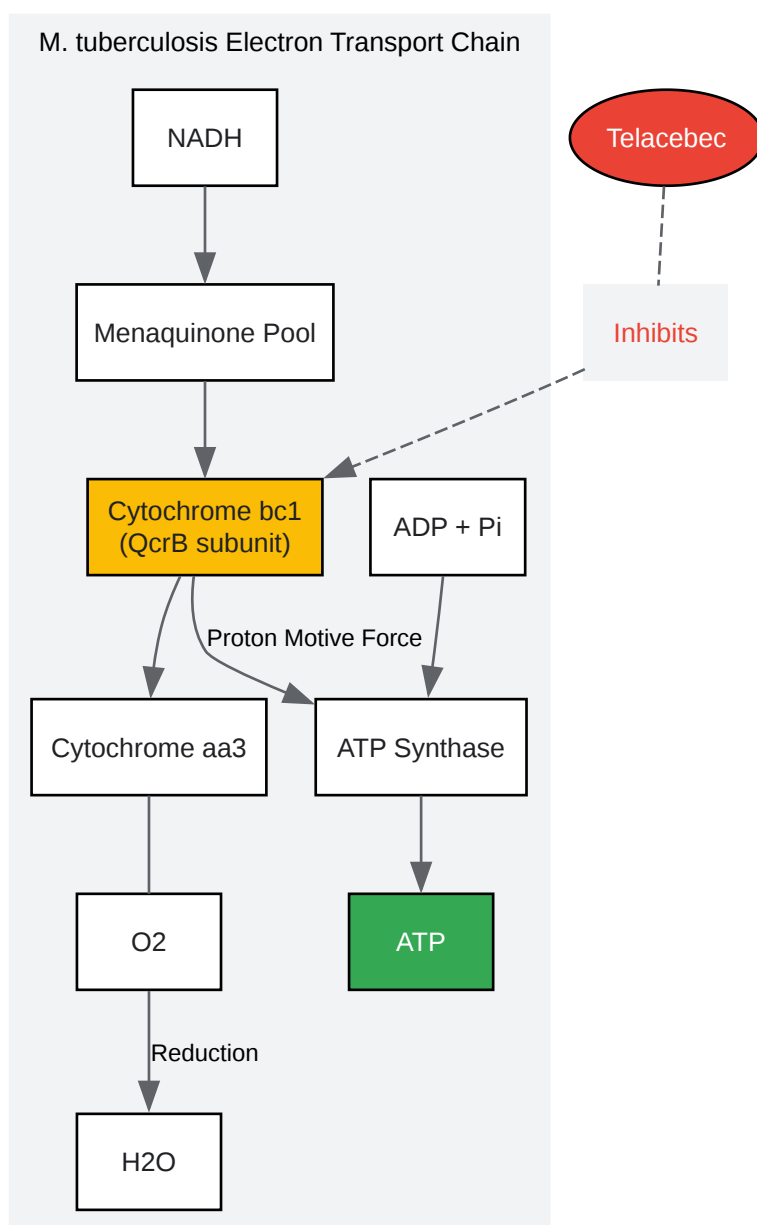 M. tuberculosis Electron Transport Chain
NADH
Telacebec
Menaquinone Pool
Inhibits
Cytochrome bc1
(QcrB subunit)
ADP + Pi
Proton Motive Force
Cytochrome aa3
ATP Synthase
O2
ATP
Reduction
H2O